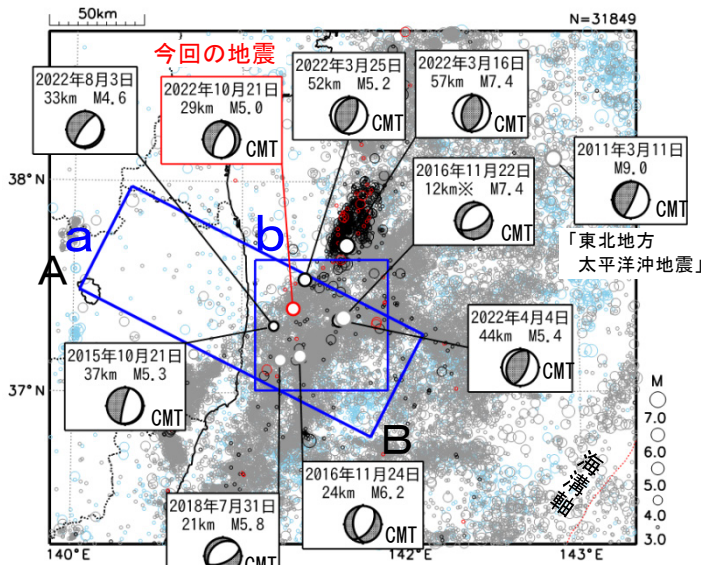 50km
N=31849
今回の地震
2022年8月3日
33km M4.6
2022年10月21日
29km M5.0
CMT
2022年3月25日
52km M5.2
CMT
2022年3月16日
57km M7.4
CMT
2011年3月11日
M9.0
CMT
「東北地方
太平洋沖地震」
2016年11月22日
12km※ M7.4
38°N
a
b
A
2015年10月21日
37km M5.3
CMT
2022年4月4日
44km M5.4
CMT
37°N
B
2018年7月31日
21km M5.8
CMT
2016年11月24日
24km M6.2
CMT
海溝軸
M
7.0
6.0
5.0
4.0
3.0
140°E
142°E
143°E